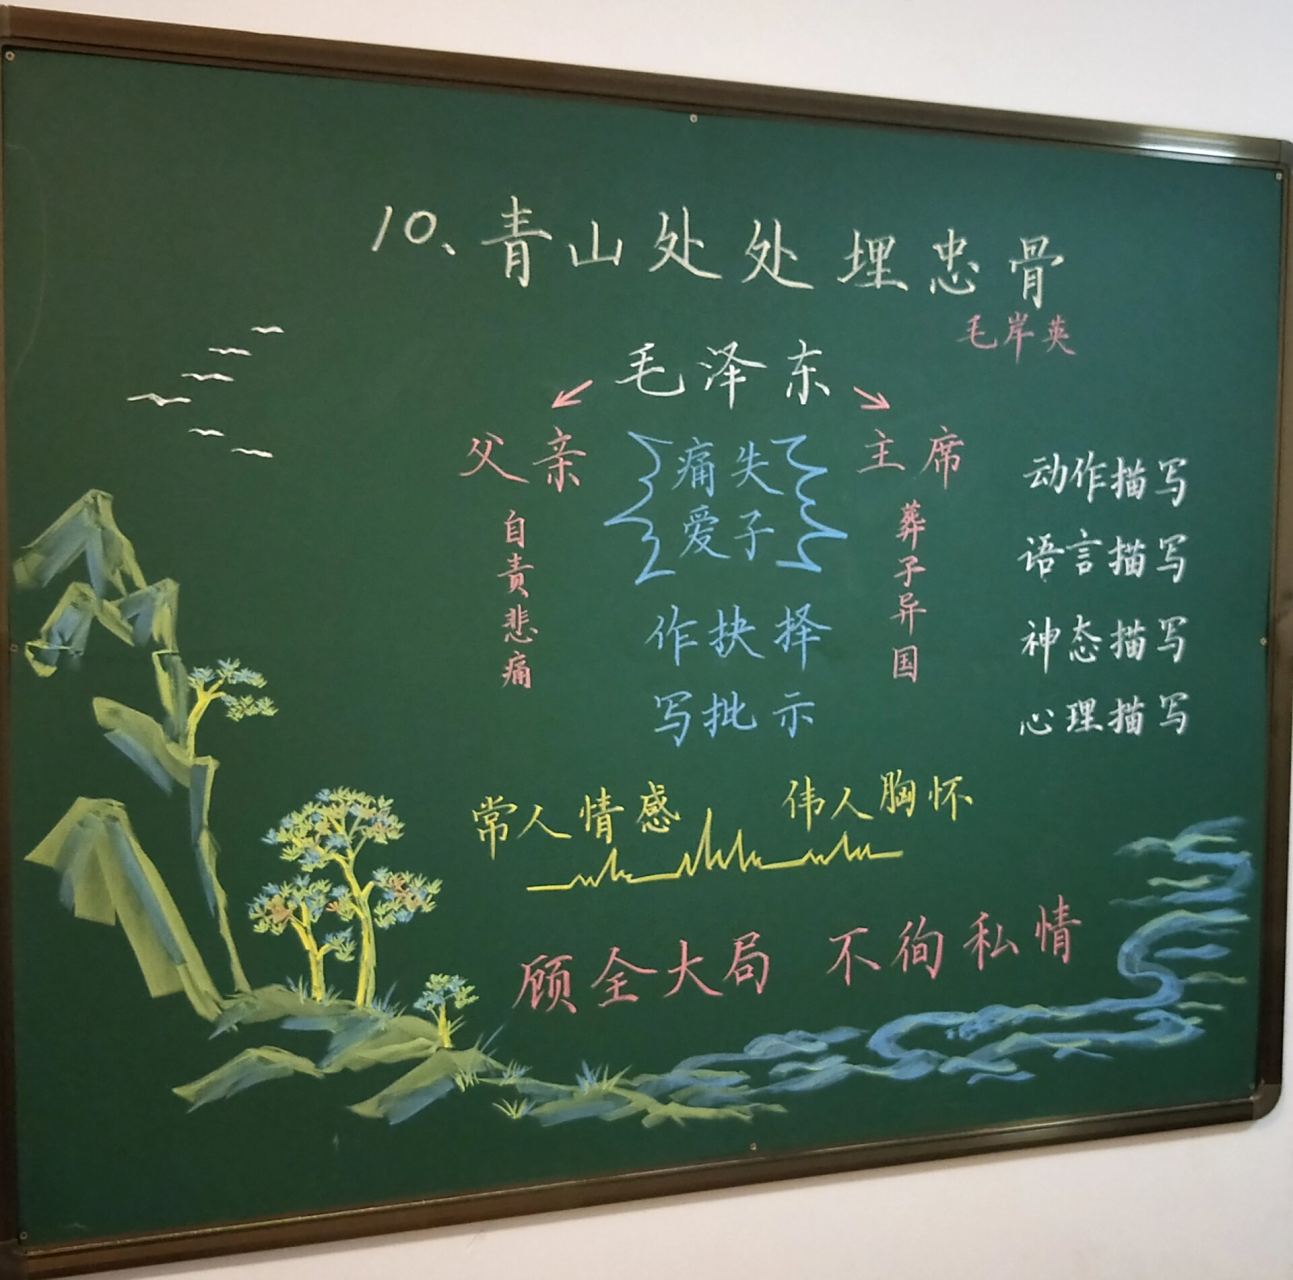 10、青山处处埋忠骨
毛岸英
毛泽东
父亲
痛失
爱子
主席
自责悲痛
葬子异国
作抉择
写批示
动作描写
语言描写
神态描写
心理描写
常人情感 伟人胸怀
顾全大局 不徇私情